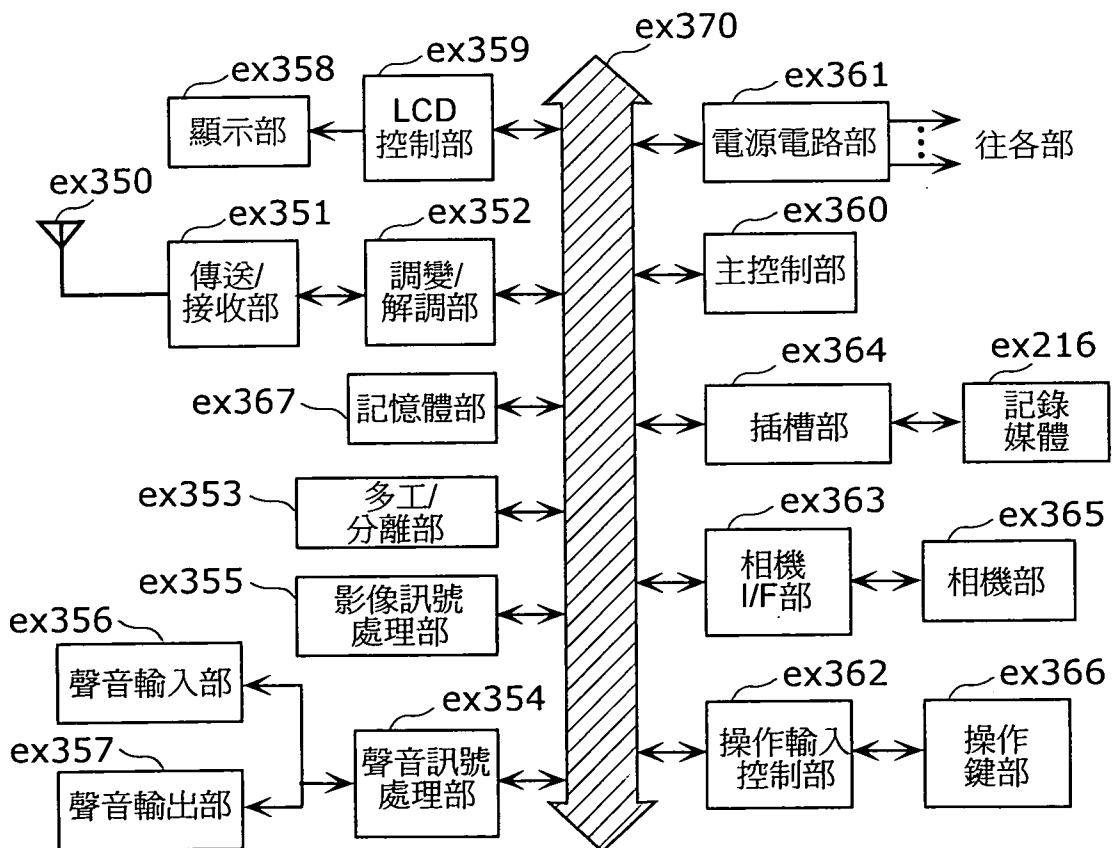 ex370
ex359
ex358
ex361
LCD
控制部
顯示部
電源電路部
往各部
ex350
ex351
ex352
ex360
傳送/
接收部
調變/
解調部
主控制部
ex364
ex216
ex367
記憶體部
插槽部
記錄
媒體
ex353
多工/
分離部
ex363
ex365
ex355
影像訊號
處理部
相機
I/F部
相機部
ex356
聲音輸入部
ex354
ex362
ex366
ex357
聲音輸出部
聲音訊號
處理部
操作輸入
控制部
操作
鍵部